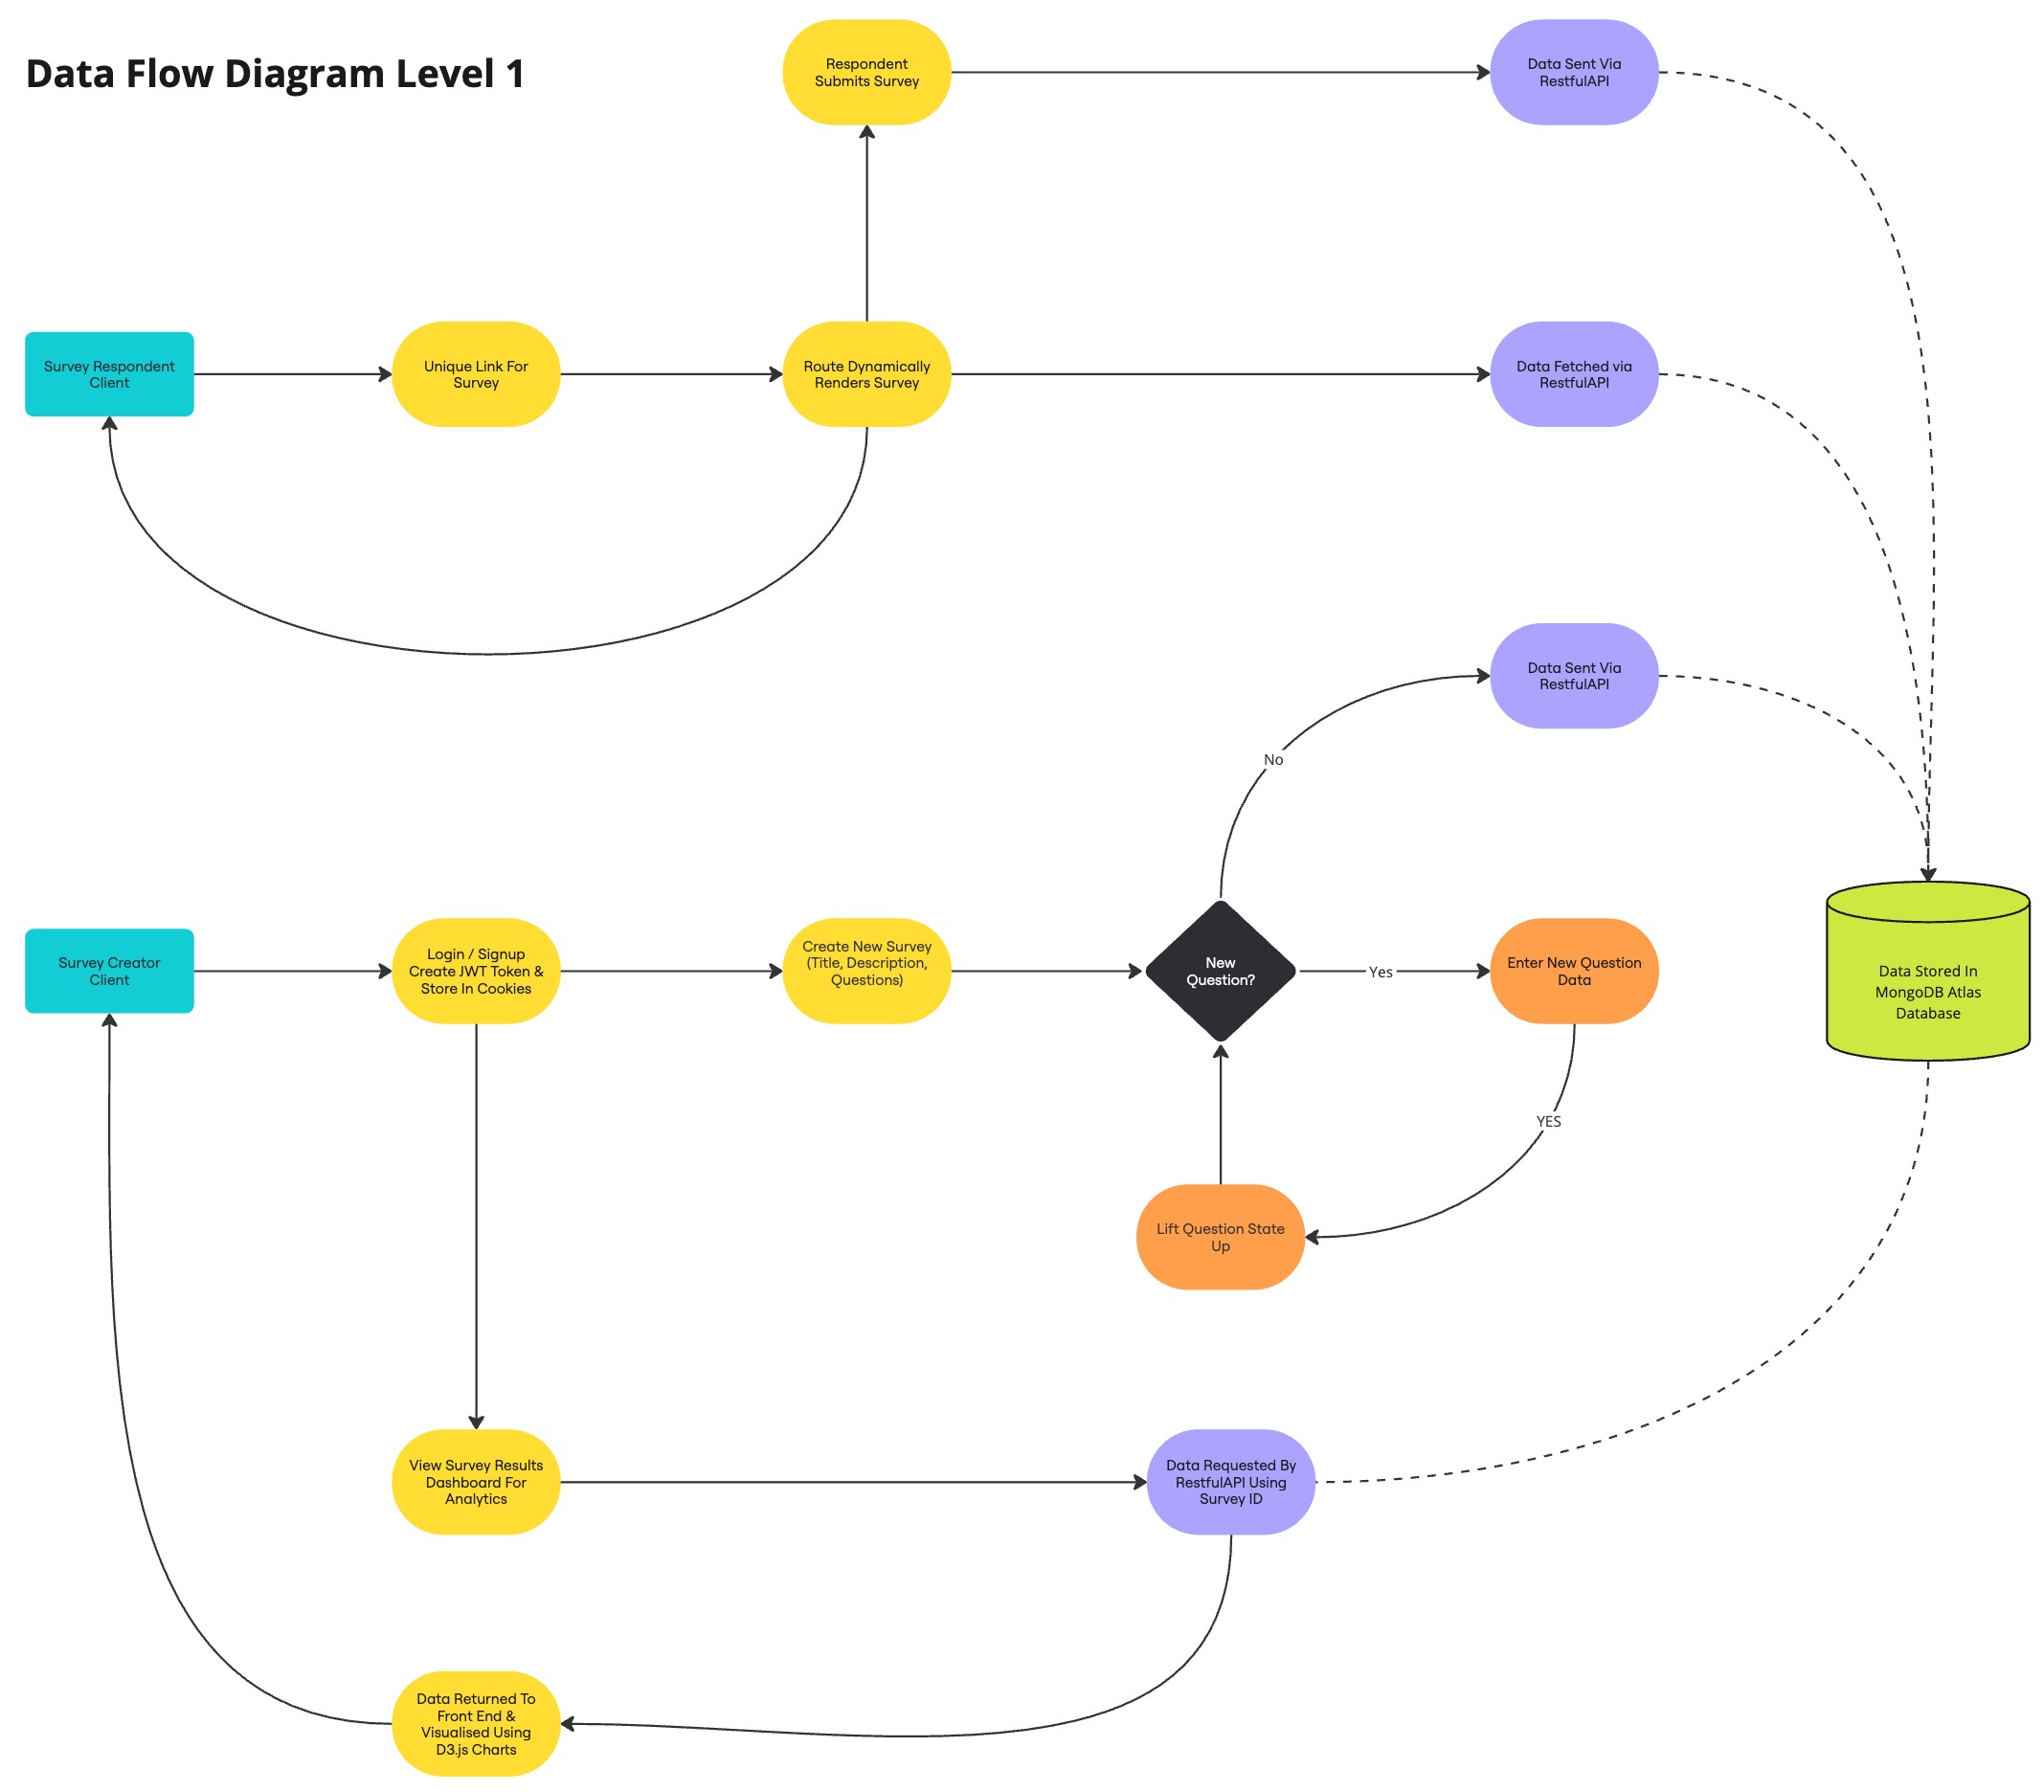 Data Flow Diagram Level 1
Respondent
Submits Survey
Data Sent Via
RestfulAPI
Survey Respondent
Client
Unique Link For
Survey
Route Dynamically
Renders Survey
Data Fetched via
RestfulAPI
Data Sent Via
RestfulAPI
No
Survey Creator
Client
Login / Signup
Create JWT Token &
Store In Cookies
Create New Survey
(Title, Description,
Questions)
New
Question?
Yes
Enter New Question
Data
Data Stored In
MongoDB Atlas
Database
YES
Lift Question State
Up
View Survey Results
Dashboard For
Analytics
Data Requested By
RestfulAPI Using
Survey ID
Data Returned To
Front End &
Visualised Using
D3.js Charts